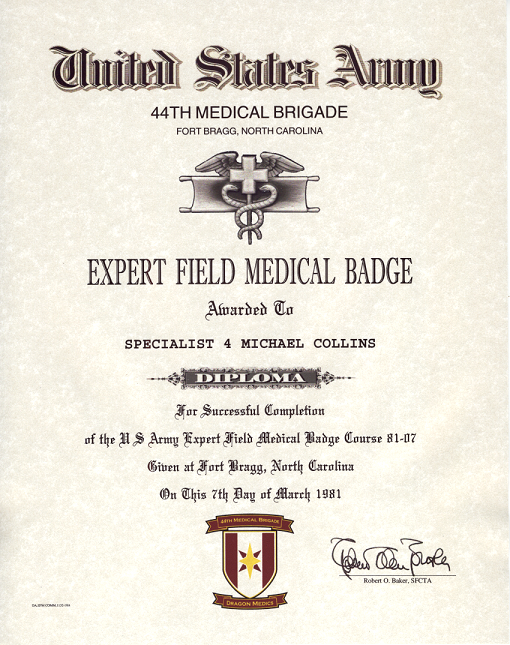 United States Army
44TH MEDICAL BRIGADE
FORT BRAGG, NORTH CAROLINA
EXPERT FIELD MEDICAL BADGE
Awarded To
SPECIALIST 4 MICHAEL COLLINS
DIPLOMA
For Successful Completion
of the U S Army Expert Field Medical Badge Course 81-07
Given at Fort Bragg, North Carolina
On This 7th Day of March 1981
44TH MEDICAL BRIGADE
DRAGON MEDICS
Robert O. Baker, SFCTA